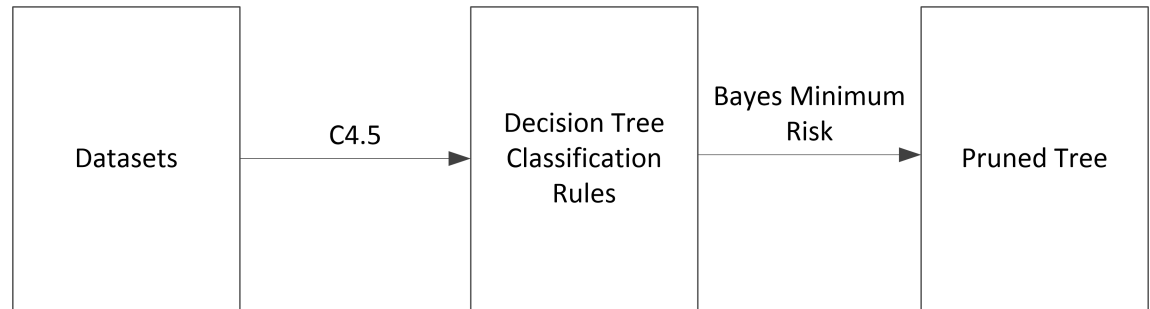 Datasets
C4.5
Decision Tree
Classification
Rules
Bayes Minimum
Risk
Pruned Tree